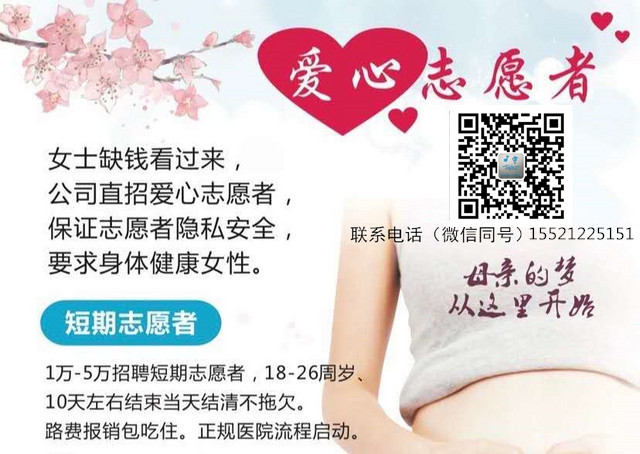 爱心志愿者
女士缺钱看过来，
公司直招爱心志愿者，
保证志愿者隐私安全，
要求身体健康女性。
联系电话（微信同号）15521225151
母亲的梦
从这里开始
短期志愿者
1万-5万招聘短期志愿者，18-26周岁、
10天左右结束当天结清不拖欠。
路费报销包吃住。正规医院流程启动。